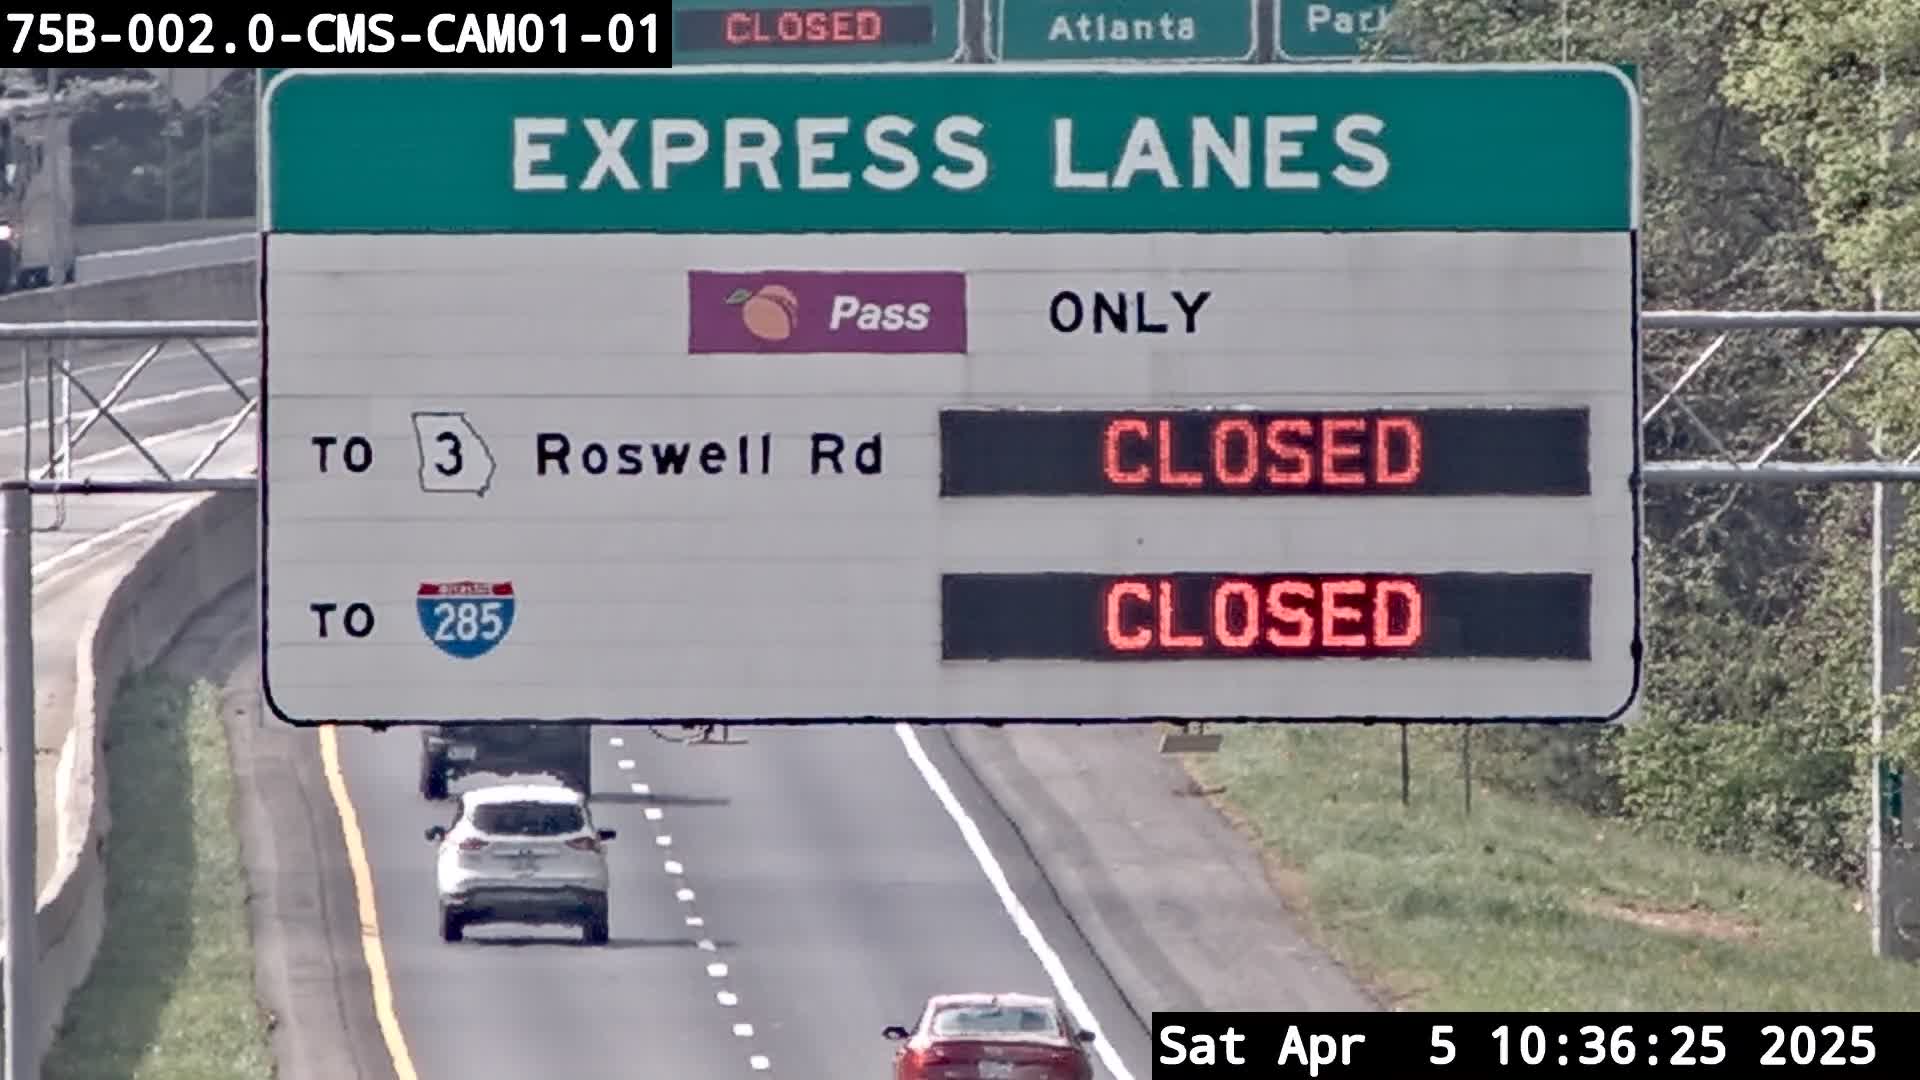 75B-002.0-CMS-CAM01-01
CLOSED
Atlanta
Park
EXPRESS LANES
Pass ONLY
TO 3 Roswell Rd CLOSED
TO 285 CLOSED
Sat Apr 5 10:36:25 2025